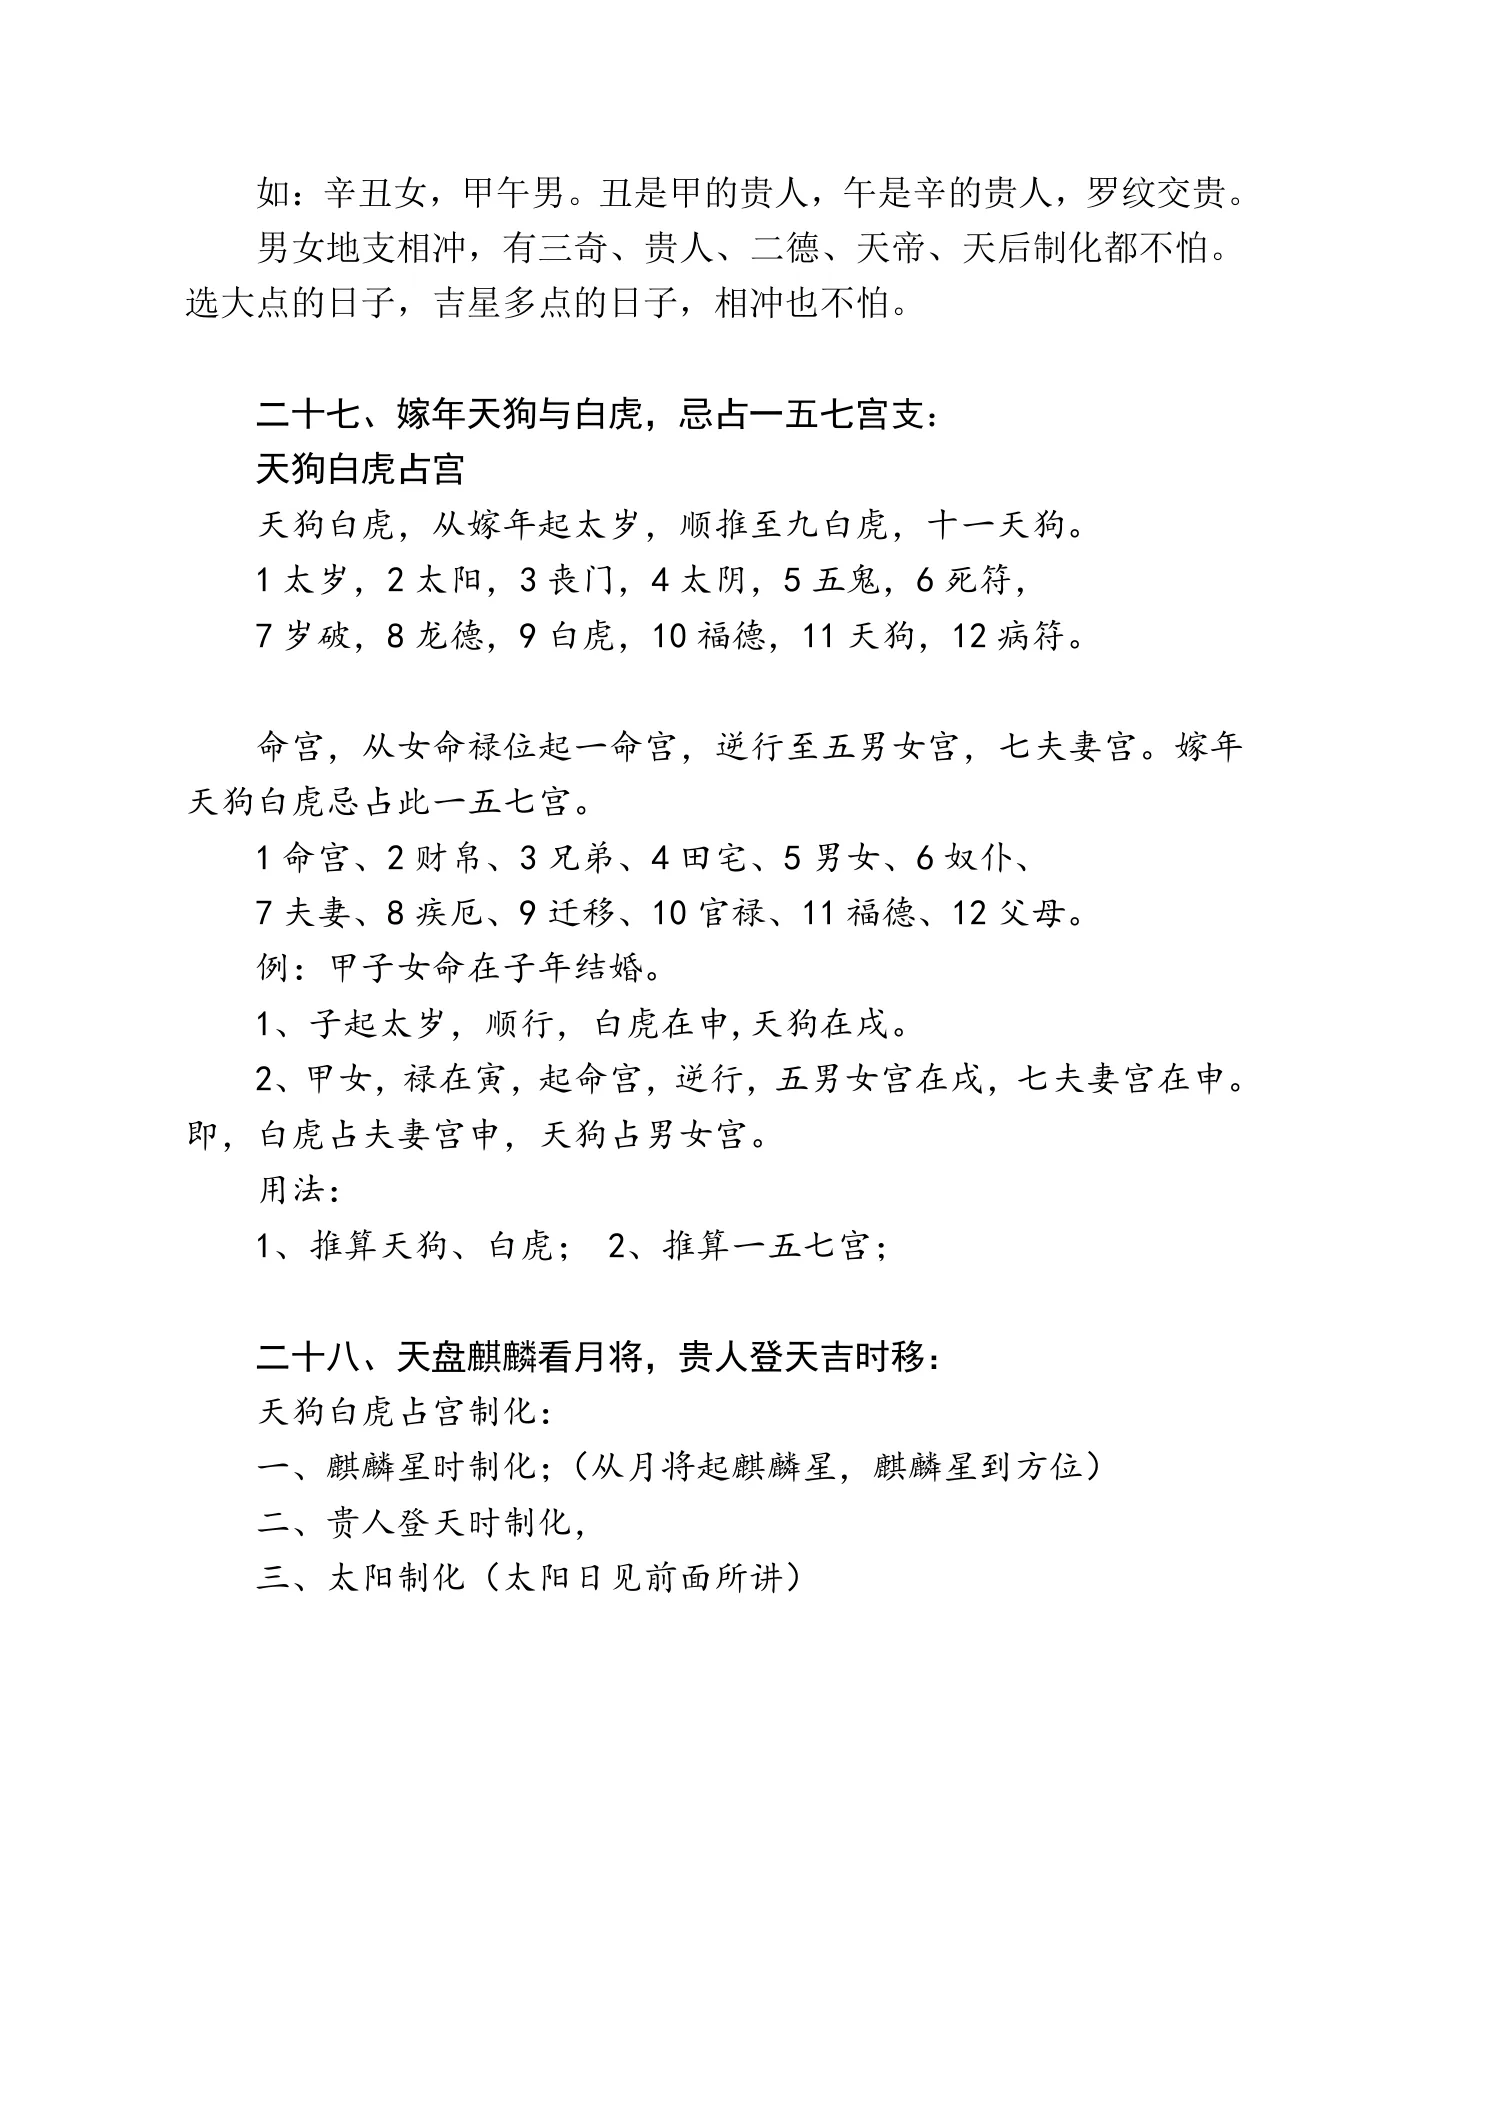 如：辛丑女，甲午男。丑是甲的贵人，午是辛的贵人，罗纹交贵。
男女地支相冲，有三奇、贵人、二德、天帝、天后制化都不怕。
选大点的日子，吉星多点的日子，相冲也不怕。
二十七、嫁年天狗与白虎，忌占一五七宫支：
天狗白虎占宫
天狗白虎，从嫁年起太岁，顺推至九白虎，十一天狗。
1 太岁，2 太阳，3 丧门，4 太阴，5 五鬼，6 死符，
7 岁破，8 龙德，9 白虎，10 福德，11 天狗，12 病符。
命宫，从女命禄位起一命宫，逆行至五男女宫，七夫妻宫。嫁年
天狗白虎忌占此一五七宫。
1 命宫、2 财帛、3 兄弟、4 田宅、5 男女、6 奴仆、
7 夫妻、8 疾厄、9 迁移、10 官禄、11 福德、12 父母。
例：甲子女命在子年结婚。
1、子起太岁，顺行，白虎在申,天狗在戌。
2、甲女，禄在寅，起命宫，逆行，五男女宫在戌，七夫妻宫在申。
即，白虎占夫妻宫申，天狗占男女宫。
用法：
1、推算天狗、白虎； 2、推算一五七宫；
二十八、天盘麒麟看月将，贵人登天吉时移：
天狗白虎占宫制化：
一、麒麟星时制化；（从月将起麒麟星，麒麟星到方位）
二、贵人登天时制化，
三、太阳制化（太阳日见前面所讲）